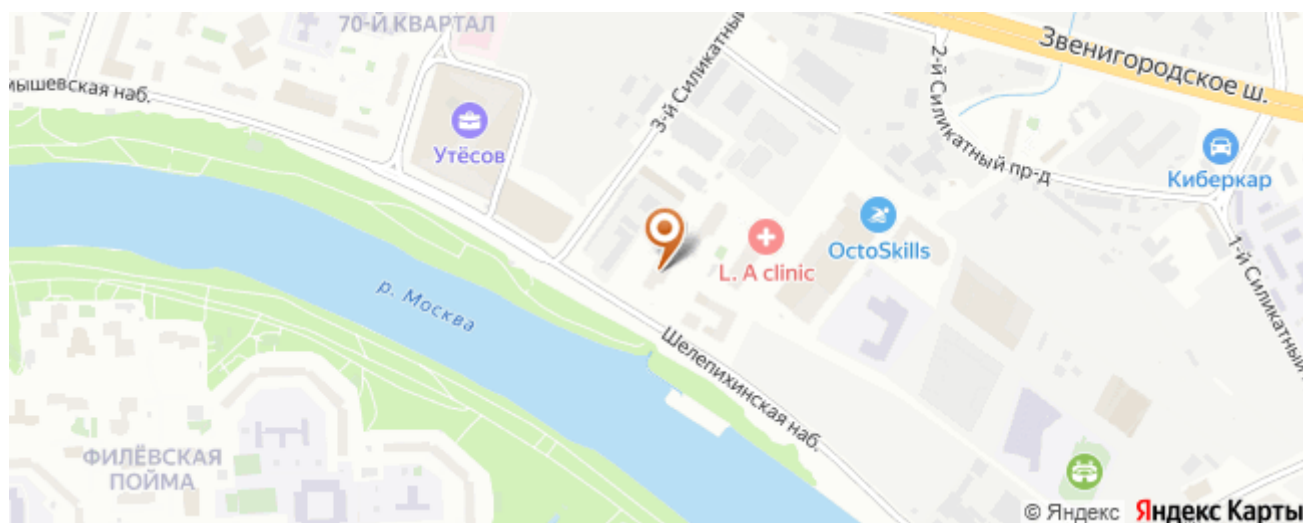 70-Й КВАРТАЛ
мышевская наб.
Утёсов
3-й Силикатный
2-й Силикатный пр-д
Звенигородское ш.
Киберкар
OctoSkills
L. A clinic
1-й Силикатный
р. Москва
Шелепихинская наб.
ФИЛЁВСКАЯ
ПОЙМА
© Яндекс Яндекс Карты